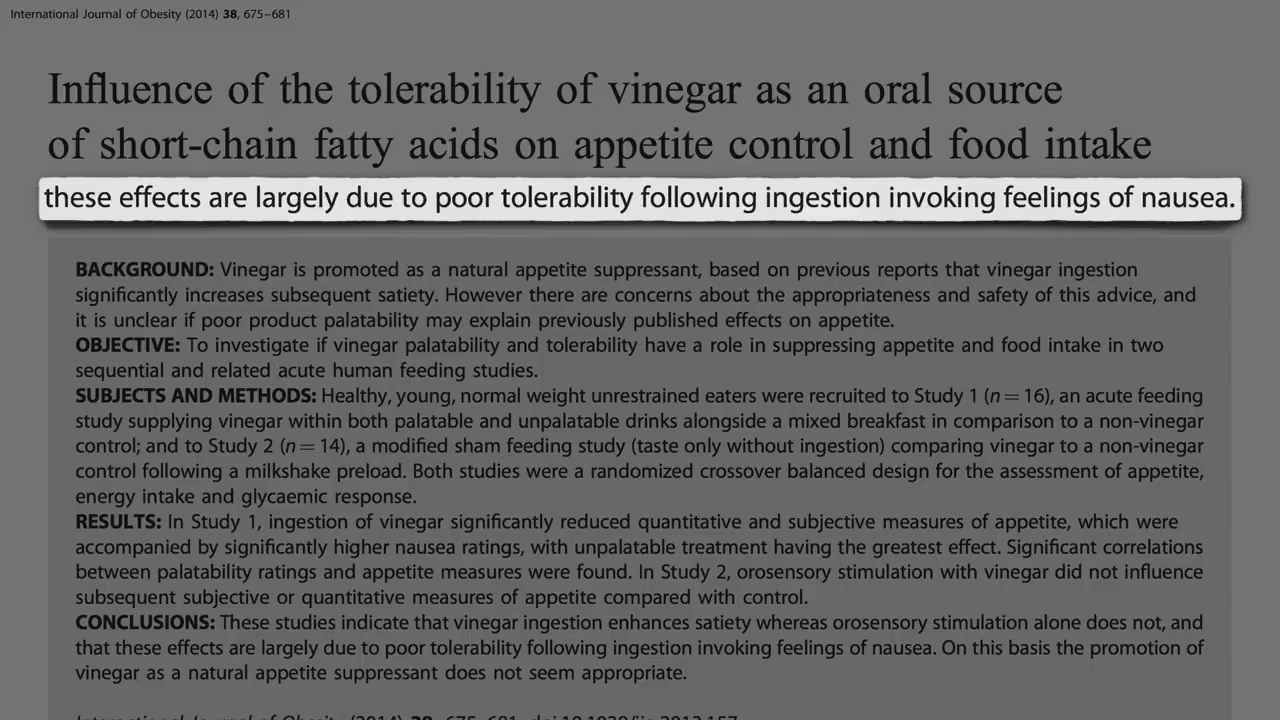 International Journal of Obesity (2014) 38, 675–681
Influence of the tolerability of vinegar as an oral source
of short-chain fatty acids on appetite control and food intake
these effects are largely due to poor tolerability following ingestion invoking feelings of nausea.
BACKGROUND: Vinegar is promoted as a natural appetite suppressant, based on previous reports that vinegar ingestion
significantly increases subsequent satiety. However there are concerns about the appropriateness and safety of this advice, and
it is unclear if poor product palatability may explain previously published effects on appetite.
OBJECTIVE: To investigate if vinegar palatability and tolerability have a role in suppressing appetite and food intake in two
sequential and related acute human feeding studies.
SUBJECTS AND METHODS: Healthy, young, normal weight unrestrained eaters were recruited to Study 1 (n = 16), an acute feeding
study supplying vinegar within both palatable and unpalatable drinks alongside a mixed breakfast in comparison to a non-vinegar
control; and to Study 2 (n = 14), a modified sham feeding study (taste only without ingestion) comparing vinegar to a non-vinegar
control following a milkshake preload. Both studies were a randomized crossover balanced design for the assessment of appetite,
energy intake and glycaemic response.
RESULTS: In Study 1, ingestion of vinegar significantly reduced quantitative and subjective measures of appetite, which were
accompanied by significantly higher nausea ratings, with unpalatable treatment having the greatest effect. Significant correlations
between palatability ratings and appetite measures were found. In Study 2, orosensory stimulation with vinegar did not influence
subsequent subjective or quantitative measures of appetite compared with control.
CONCLUSIONS: These studies indicate that vinegar ingestion enhances satiety whereas orosensory stimulation alone does not, and
that these effects are largely due to poor tolerability following ingestion invoking feelings of nausea. On this basis the promotion of
vinegar as a natural appetite suppressant does not seem appropriate.
International Journal of Obesity (2014) 38, 675–681